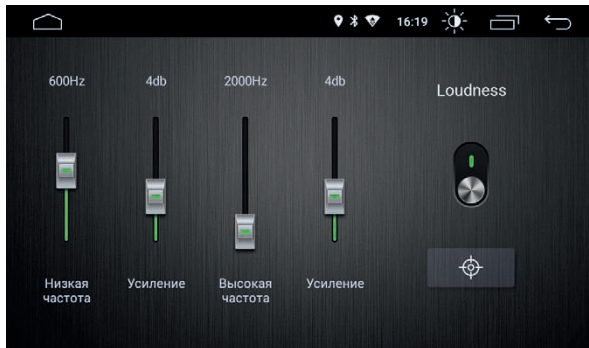 16:19
600Hz
4db
2000Hz
4db
Loudness
Низкая
частота
Усиление
Высокая
частота
Усиление